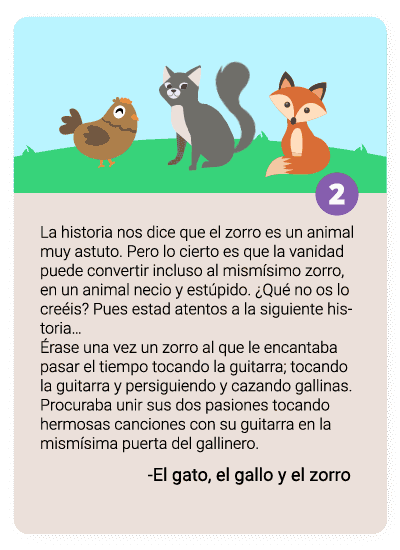 2
La historia nos dice que el zorro es un animal
muy astuto. Pero lo cierto es que la vanidad
puede convertir incluso al mismísimo zorro,
en un animal necio y estúpido. ¿Qué no os lo
creéis? Pues estad atentos a la siguiente his-
toria...
Érase una vez un zorro al que le encantaba
pasar el tiempo tocando la guitarra; tocando
la guitarra y persiguiendo y cazando gallinas.
Procuraba unir sus dos pasiones tocando
hermosas canciones con su guitarra en la
mismísima puerta del gallinero.
-El gato, el gallo y el zorro